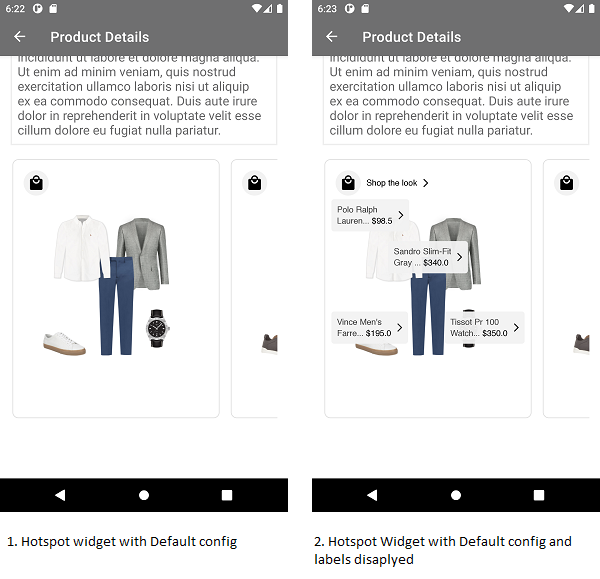 6:22
Product Details
incididunt ut labore et dolore magna aliqua.
Ut enim ad minim veniam, quis nostrud
exercitation ullamco laboris nisi ut aliquip
ex ea commodo consequat. Duis aute irure
dolor in reprehenderit in voluptate velit esse
cillum dolore eu fugiat nulla pariatur.
1. Hotspot widget with Default config
6:23
Product Details
incididunt ut labore et dolore magna aliqua.
Ut enim ad minim veniam, quis nostrud
exercitation ullamco laboris nisi ut aliquip
ex ea commodo consequat. Duis aute irure
dolor in reprehenderit in voluptate velit esse
cillum dolore eu fugiat nulla pariatur.
Shop the look
Polo Ralph
Lauren... $98.5
Sandro Slim-Fit
Gray ... $340.0
Vince Men's
Farre... $195.0
Tissot Pr 100
Watch... $350.0
2. Hotspot Widget with Default config and
labels disaplyed